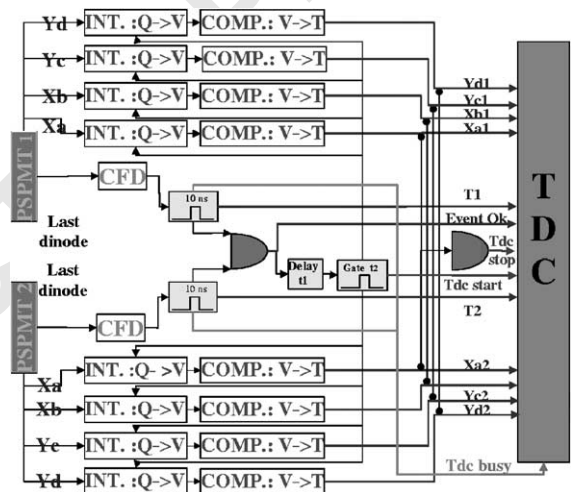 Yd INT. :Q->V COMP.: V->T
Yc INT. :Q->V COMP.: V->T
Yd1
Xb INT. :Q->V COMP.: V->T
Yc1
Xb1
Xa INT. :Q->V COMP.: V->T
Xa1
PSPMT 1
CFD
10 ns
T1
TDC
Last
dinode
Event Ok
Tdc
stop
Last
dinode
Delay
t1
Gate t2
Tdc start
PSPMT 2
10 ns
T2
CFD
Xa INT. :Q- >V COMP.: V->T
Xa2
Xb INT. :Q->V COMP.: V->T
Yc2
Yd2
Yc INT. :Q->V COMP.: V->T
Tdc busy
Yd INT. :Q->V COMP.: V->T